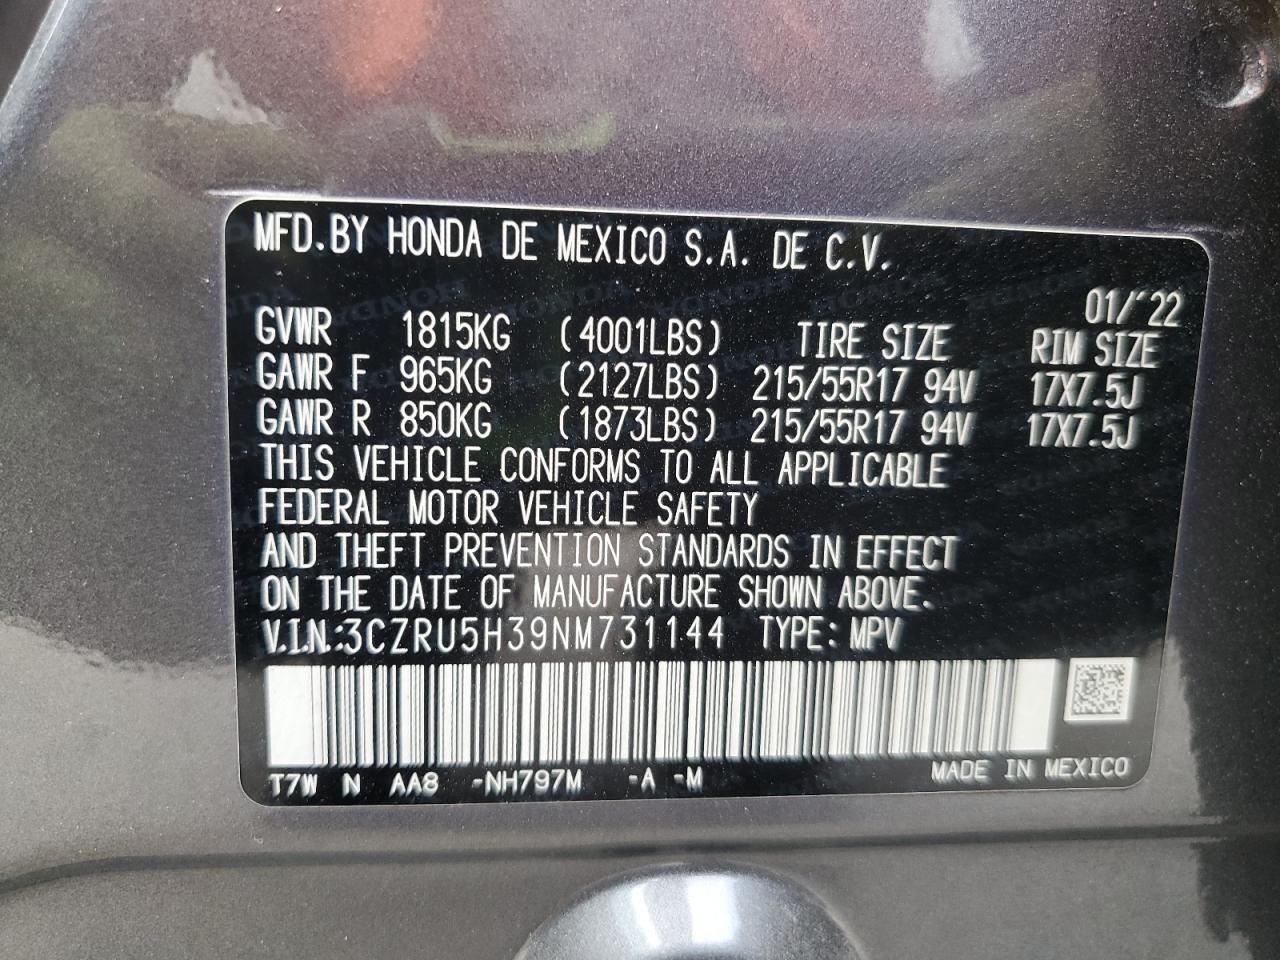 MFD.BY HONDA DE MEXICO S.A. DE C.V.
01/'22
GVWR 1815KG (4001LBS) TIRE SIZE RIM SIZE
GAWR F 965KG (2127LBS) 215/55R17 94V 17X7.5J
GAWR R 850KG (1873LBS) 215/55R17 94V 17X7.5J
THIS VEHICLE CONFORMS TO ALL APPLICABLE
FEDERAL MOTOR VEHICLE SAFETY
AND THEFT PREVENTION STANDARDS IN EFFECT
ON THE DATE OF MANUFACTURE SHOWN ABOVE.
V.I.N.:3CZRU5H39NM731144 TYPE: MPV
T7W N AA8 -NH797M -A -M MADE IN MEXICO